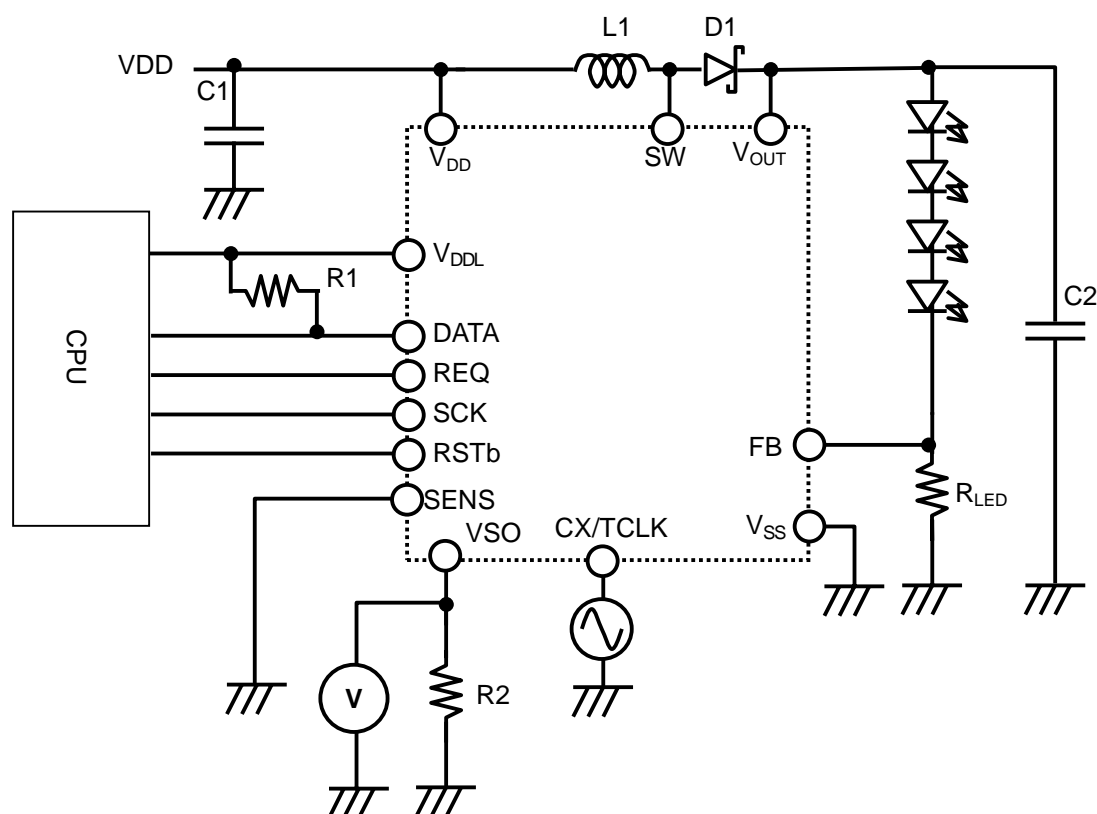 L1
D1
VDD
C1
VDD
SW
VOUT
VDDL
R1
DATA
CPU
REQ
SCK
RSTb
SENS
VSO
CX/TCLK
FB
VSS
RLED
C2
V
R2